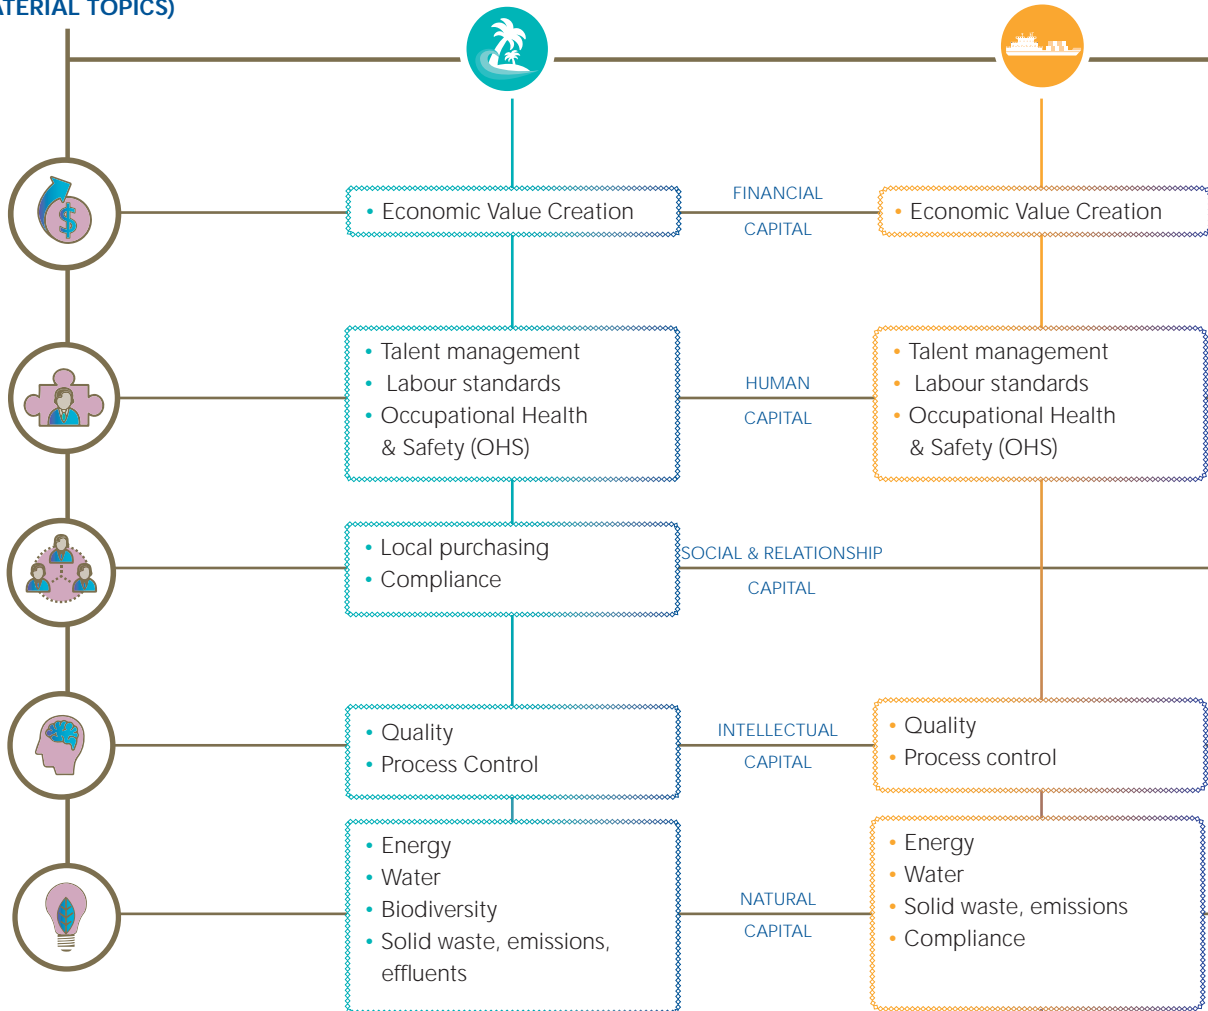 TERIAL TOPICS)
• Economic Value Creation
FINANCIAL
CAPITAL
• Economic Value Creation
• Talent management
• Labour standards
• Occupational Health
& Safety (OHS)
HUMAN
CAPITAL
• Talent management
• Labour standards
• Occupational Health
& Safety (OHS)
• Local purchasing
• Compliance
SOCIAL & RELATIONSHIP
CAPITAL
• Quality
• Process Control
INTELLECTUAL
CAPITAL
• Quality
• Process control
• Energy
• Water
• Biodiversity
• Solid waste, emissions,
effluents
NATURAL
CAPITAL
• Energy
• Water
• Solid waste, emissions
• Compliance
$